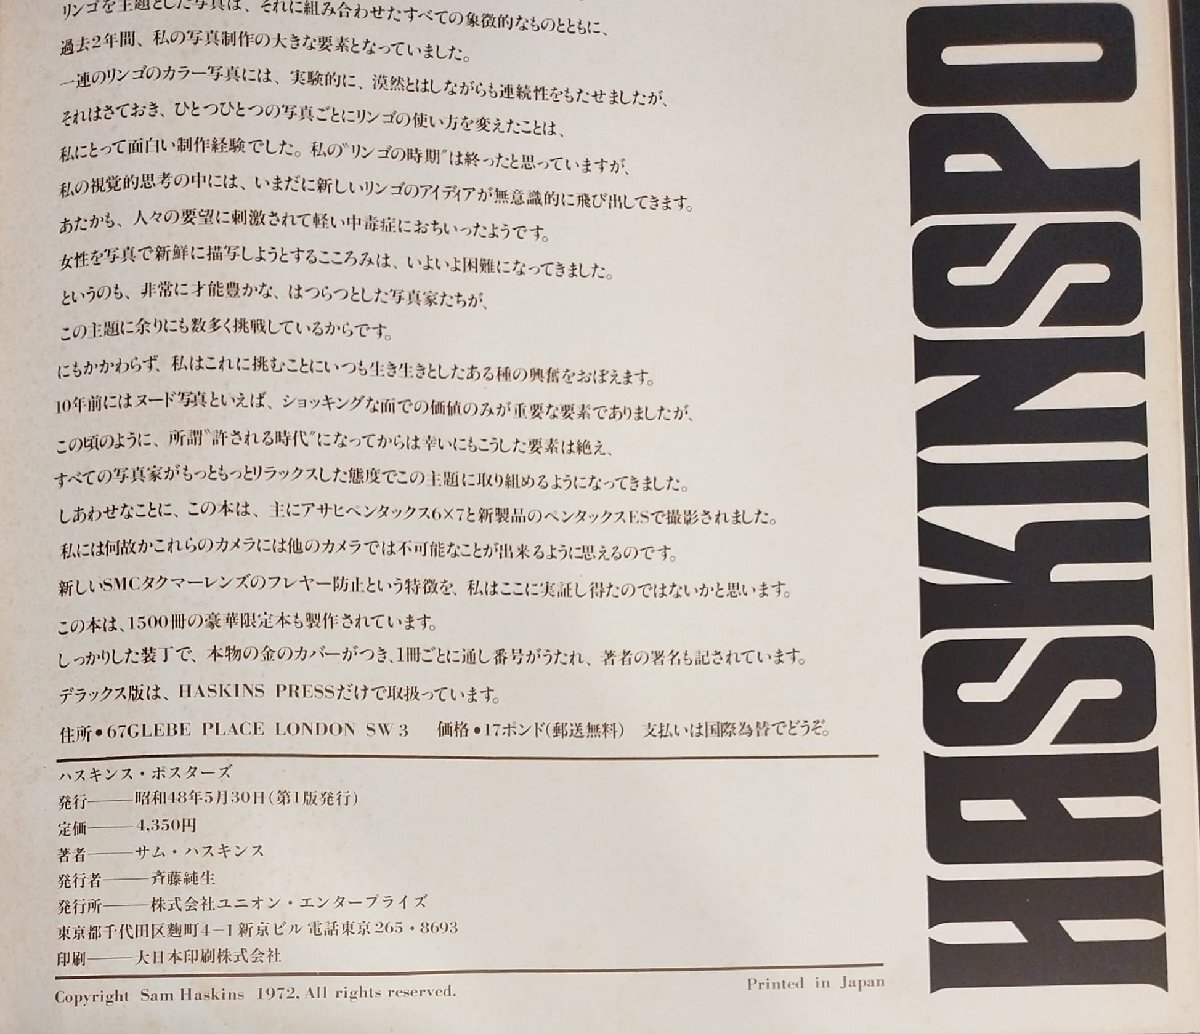 リンゴを主題とした写真は、それに組み合わせたすべての象徴的なものとともに、
過去2年間、私の写真制作の大きな要素となっていました。
一連のリンゴのカラー写真には、実験的に、漠然とはしながらも連続性をもたせましたが、
それはさておき、ひとつひとつの写真ごとにリンゴの使い方を変えたことは、
私にとって面白い制作経験でした。私の"リンゴの時期"は終ったと思っていますが、
私の視覚的思考の中には、いまだに新しいリンゴのアイディアが無意識的に飛び出してきます。
あたかも、人々の要望に刺激されて軽い中毒症におちいったようです。
女性を写真で新鮮に描写しようとするこころみは、いよいよ困難になってきました。
というのも、非常に才能豊かな、はつらつとした写真家たちが、
この主題に余りにも数多く挑戦しているからです。
にもかかわらず、私はこれに挑むことにいつも生き生きとしたある種の興奮をおぼえます。
10年前にはヌード写真といえば、ショッキングな面での価値のみが重要な要素でありましたが、
この頃のように、所謂"許される時代"になってからは幸いにもこうした要素は絶え、
すべての写真家がもっともっとリラックスした態度でこの主題に取り組めるようになってきました。
しあわせなことに、この本は、主にアサヒペンタックス6×7と新製品のペンタックスESで撮影されました。
私には何故かこれらのカメラには他のカメラでは不可能なことが出来るように思えるのです。
新しいSMCタクマーレンズのフレヤー防止という特徴を、私はここに実証し得たのではないかと思います。
この本は、1500冊の豪華限定本も製作されています。
しっかりした装丁で、本物の金のカバーがつき、1冊ごとに通し番号がうたれ、著者の署名も記されています。
デラックス版は、HASKINS PRESSだけで取扱っています。
住所•67GLEBE PLACE LONDON SW3 価格•17ポンド(郵送無料) 支払いは国際為替でどうぞ。
ハスキンス・ポスターズ
発行——昭和48年5月30日(第1版発行)
定価——4,350円
著者——サム・ハスキンス
発行者——斉藤純生
発行所——株式会社ユニオン・エンタープライズ
東京都千代田区麴町4-1新京ビル 電話東京265・8693
印刷——大日本印刷株式会社
Copyright Sam Haskins 1972, All rights reserved.
Printed in Japan
HASKINSPO